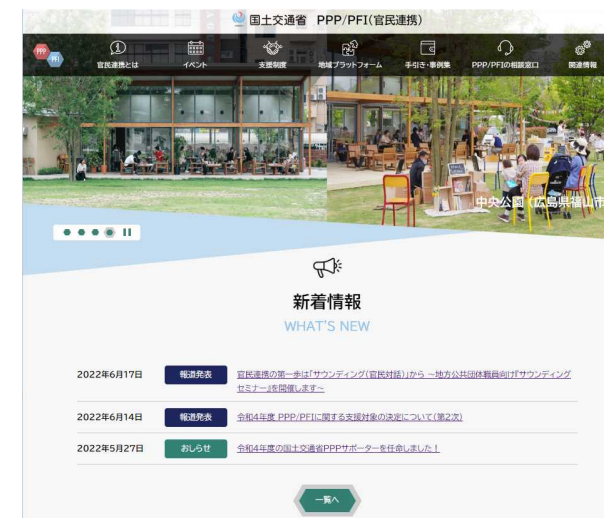 国土交通省 PPP/PFI(官民連携)
PPP
PFI
官民連携とは
イベント
支援制度
地域プラットフォーム
手引き・事例集
PPP/PFIの相談窓口
関連情報
中央公園(広島県福山市
新着情報
WHAT'S NEW
2022年6月17日 報道発表 官民連携の第一歩は「サウンディング(官民対話)」から ~地方公共団体職員向け『サウンディング
セミナー』を開催します~
2022年6月14日 報道発表 令和4年度 PPP/PFIに関する支援対象の決定について(第2次)
2022年5月27日 おしらせ 令和4年度の国土交通省PPPサポーターを任命しました!
一覧へ